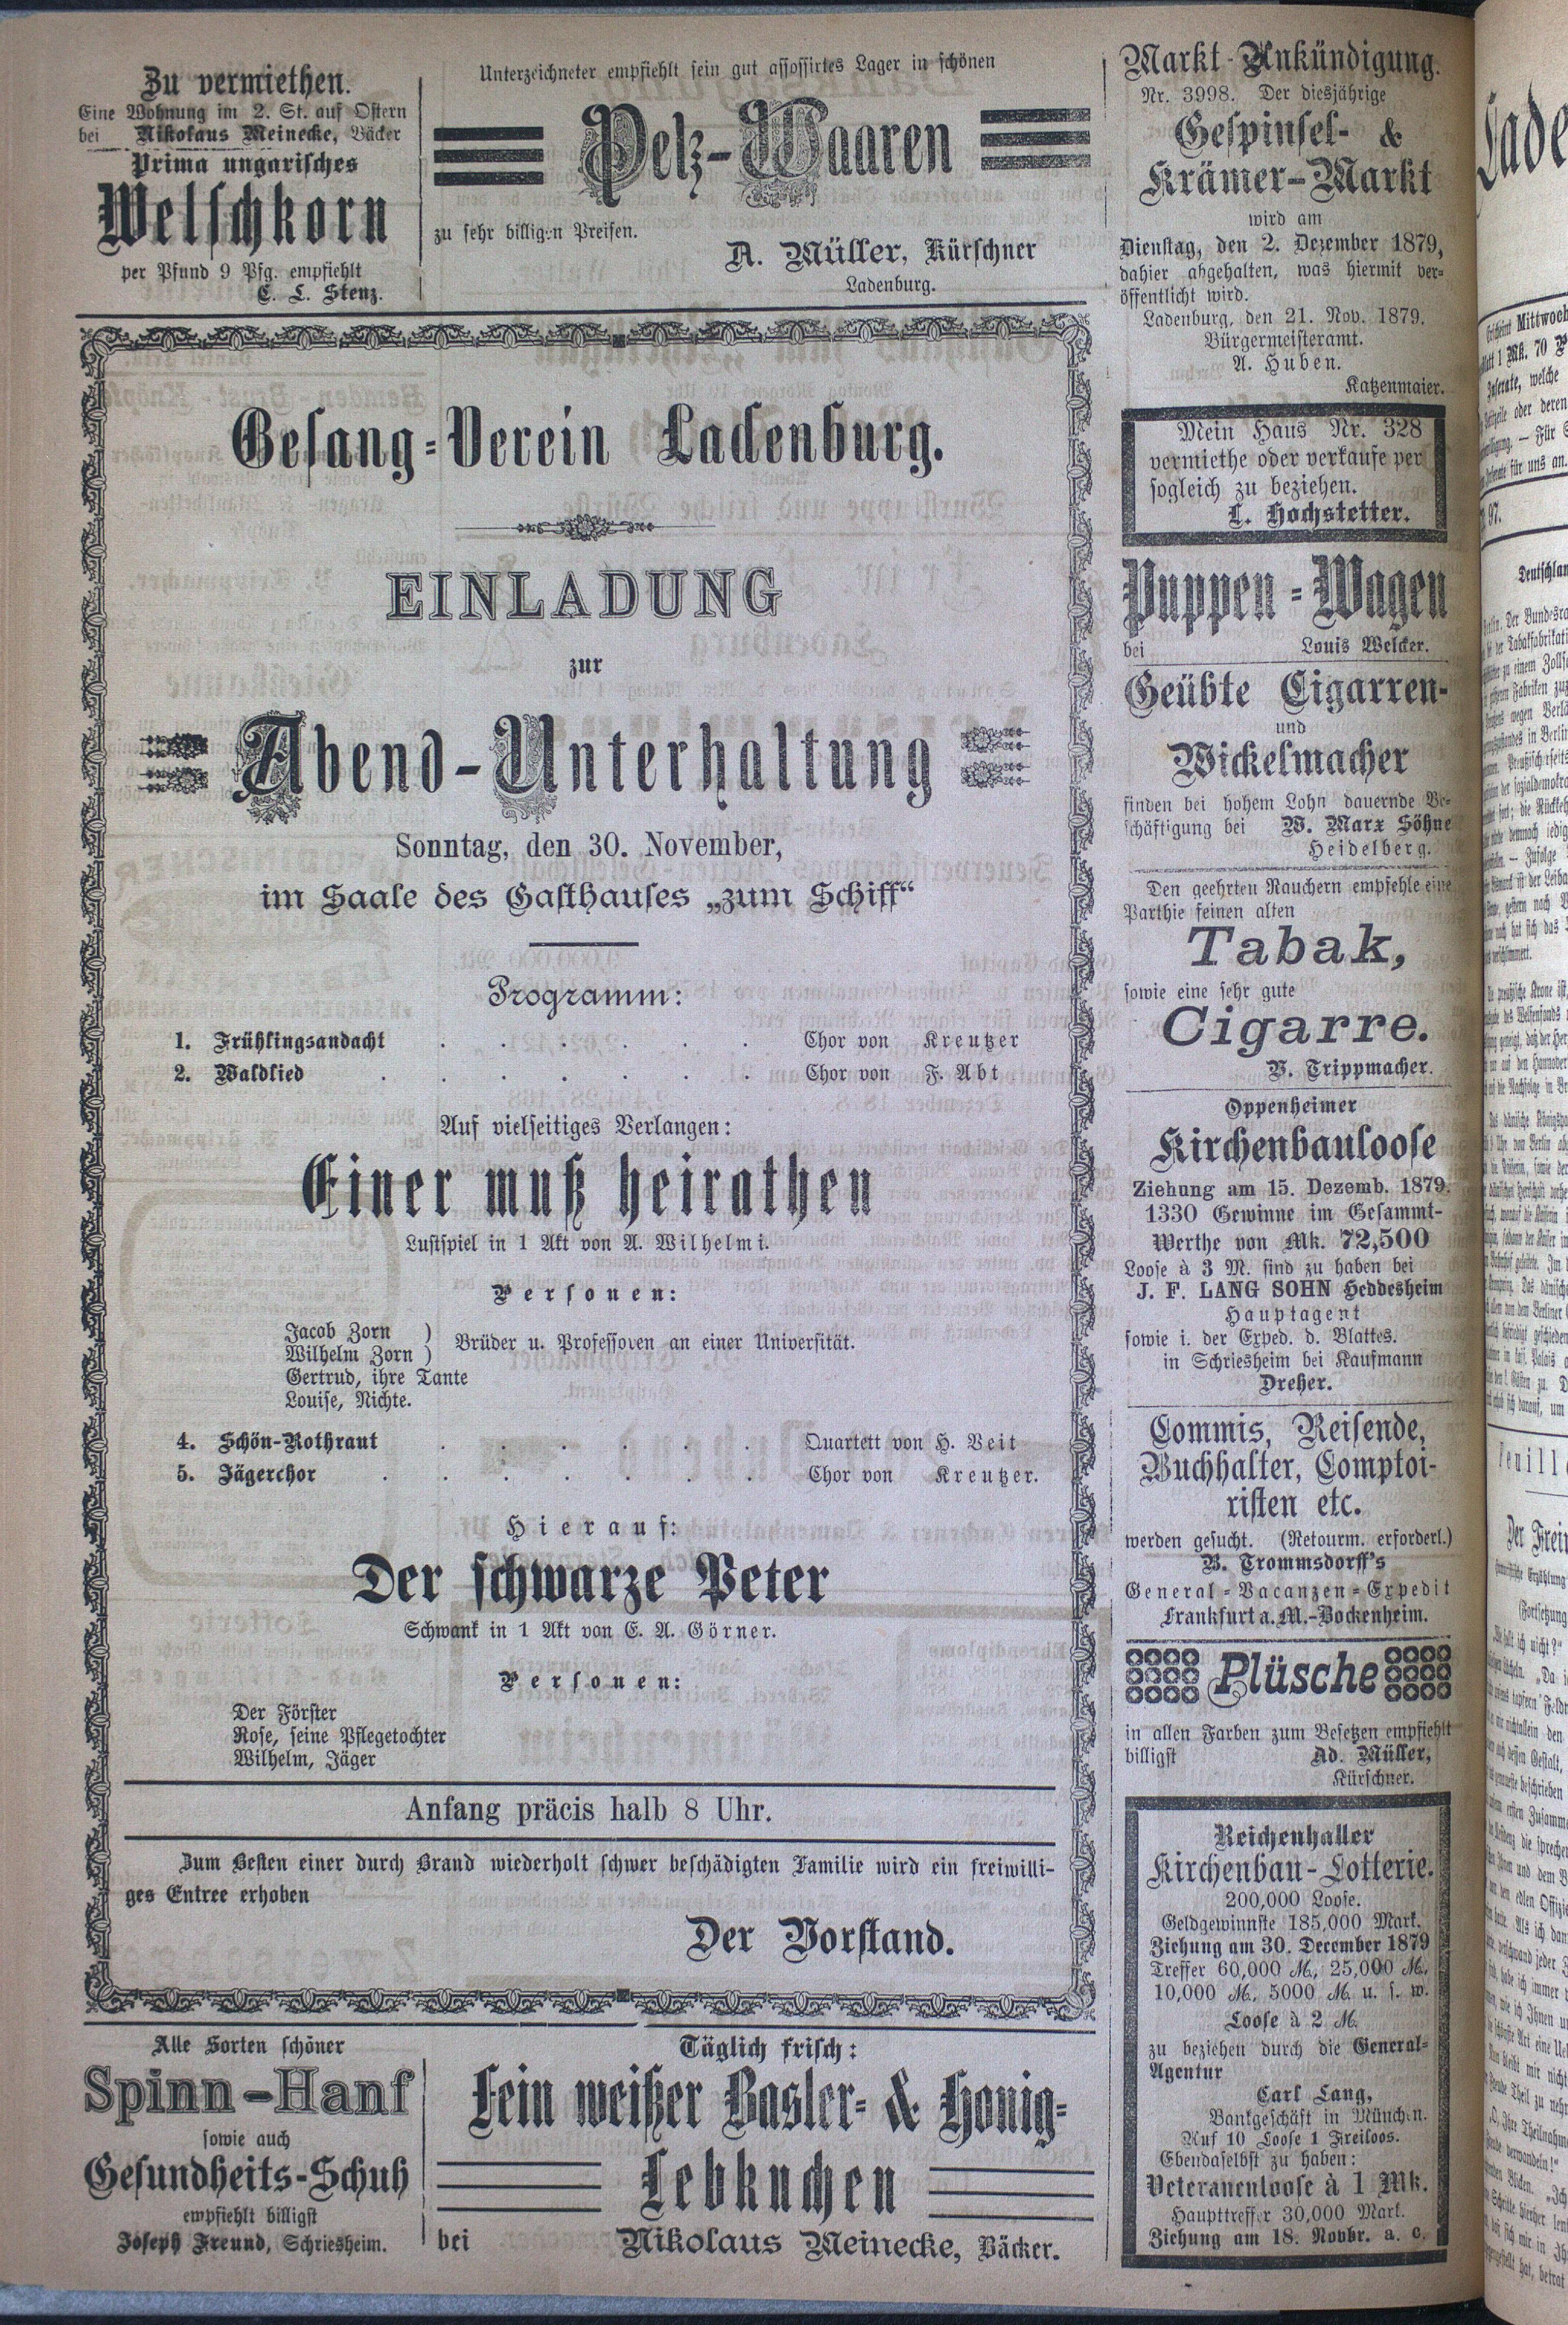 Zu vermiethen.
Eine Wohnung im 2. St. auf Ostern
bei Nikolaus Meinecke, Bäcker
Prima ungarisches
Welschkorn
per Pfund 9 Pfg. empfiehlt
C. L. Stenz.
Unterzeichneter empfiehlt sein gut assossirtes Lager in schönen
Pelz-Waaren
zu sehr billigen Preisen.
A. Müller, Kürschner
Ladenburg.
Gesang-Verein Ladenburg.
EINLADUNG
zur
Abend-Unterhaltung
Sonntag, den 30. November,
im Saale des Gasthauses „zum Schiff“
Programm:
1. Frühlingsandacht . . . . . . Chor von Kreutzer
2. Waldlied . . . . . . . Chor von F. Abt
Auf vielseitiges Verlangen:
Einer muß heirathen
Lustspiel in 1 Akt von A. Wilhelmi.
Personen:
Jacob Zorn )
Wilhelm Zorn ) Brüder u. Professoren an einer Universität.
Gertrud, ihre Tante
Louise, Nichte.
4. Schön-Rothraut . . . . . . Quartett von H. Veit
5. Jägerchor . . . . . . . Chor von Kreutzer.
Hierauf:
Der schwarze Peter
Schwank in 1 Akt von C. A. Görner.
Personen:
Der Förster
Rose, seine Pflegetochter
Wilhelm, Jäger
Anfang präcis halb 8 Uhr.
Zum Besten einer durch Brand wiederholt schwer beschädigten Familie wird ein freiwilli-
ges Entree erhoben
Der Vorstand.
Alle Sorten schöner
Spinn-Hanf
sowie auch
Gesundheits-Schuh
empfiehlt billigst
Joseph Freund, Schriesheim.
Täglich frisch:
Fein weißer Basler- & Honig-
Lebkuchen
bei Nikolaus Meinecke, Bäcker.
Markt-Ankündigung.
Nr. 3998. Der diesjährige
Gespinsel- &
Krämer-Markt
wird am
Dienstag, den 2. Dezember 1879,
dahier abgehalten, was hiermit ver-
öffentlicht wird.
Ladenburg, den 21. Nov. 1879.
Bürgermeisteramt.
A. Huben.
Katzenmaier.
Mein Haus Nr. 328
vermiethe oder verkaufe per
sogleich zu beziehen.
L. Hochstetter.
Puppen-Wagen
bei Louis Welcker.
Geübte Cigarren-
und
Wickelmacher
finden bei hohem Lohn dauernde Be-
schäftigung bei W. Marx Söhne
Heidelberg.
Den geehrten Rauchern empfehle eine
Parthie feinen alten
Tabak,
sowie eine sehr gute
Cigarre.
V. Trippmacher.
Oppenheimer
Kirchenbauloose
Ziehung am 15. Dezemb. 1879.
1330 Gewinne im Gesammt-
Werthe von Mk. 72,500
Loose à 3 M. sind zu haben bei
J. F. LANG SOHN Heddesheim
Hauptagent
sowie i. der Exped. d. Blattes.
in Schriesheim bei Kaufmann
Dreher.
Commis, Reisende,
Buchhalter, Comptoi-
risten etc.
werden gesucht. (Retourm. erforderl.)
B. Trommsdorff's
General-Vacanzen-Expedit
Frankfurt a. M.-Bockenheim.
Plüsche
in allen Farben zum Besetzen empfiehlt
billigst Ad. Müller,
Kürschner.
Reichenhaller
Kirchenbau-Lotterie.
200,000 Loose.
Geldgewinnste 185,000 Mark.
Ziehung am 30. December 1879
Treffer 60,000 M., 25,000 M.,
10,000 M., 5000 M. u. s. w.
Loose à 2 M.
zu beziehen durch die General-
Agentur
Carl Lang,
Bankgeschäft in München.
Auf 10 Loose 1 Freiloos.
Ebendaselbst zu haben:
Veteranenloose à 1 Mk.
Haupttreffer 30,000 Mark.
Ziehung am 18. Novbr. a. c.